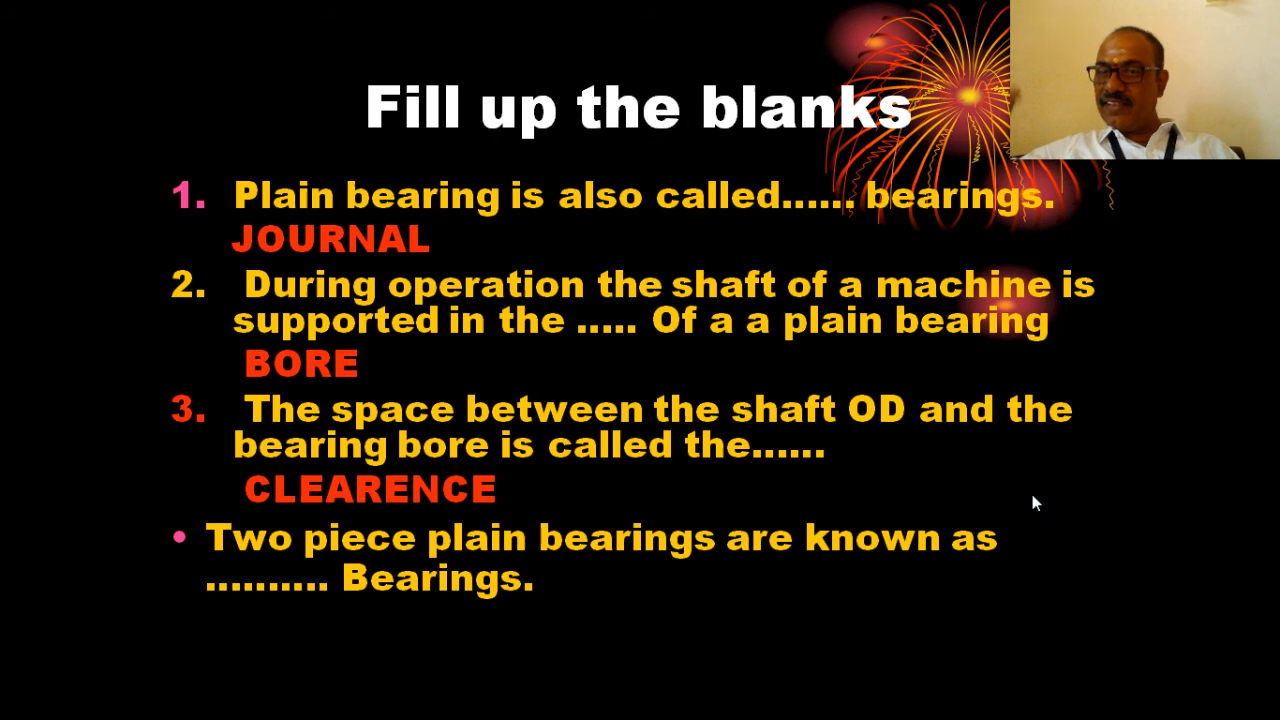 Fill up the blanks
1. Plain bearing is also called...... bearings.
JOURNAL
2. During operation the shaft of a machine is
supported in the ..... Of a a plain bearing
BORE
3. The space between the shaft OD and the
bearing bore is called the......
CLEARENCE
• Two piece plain bearings are known as
.......... Bearings.